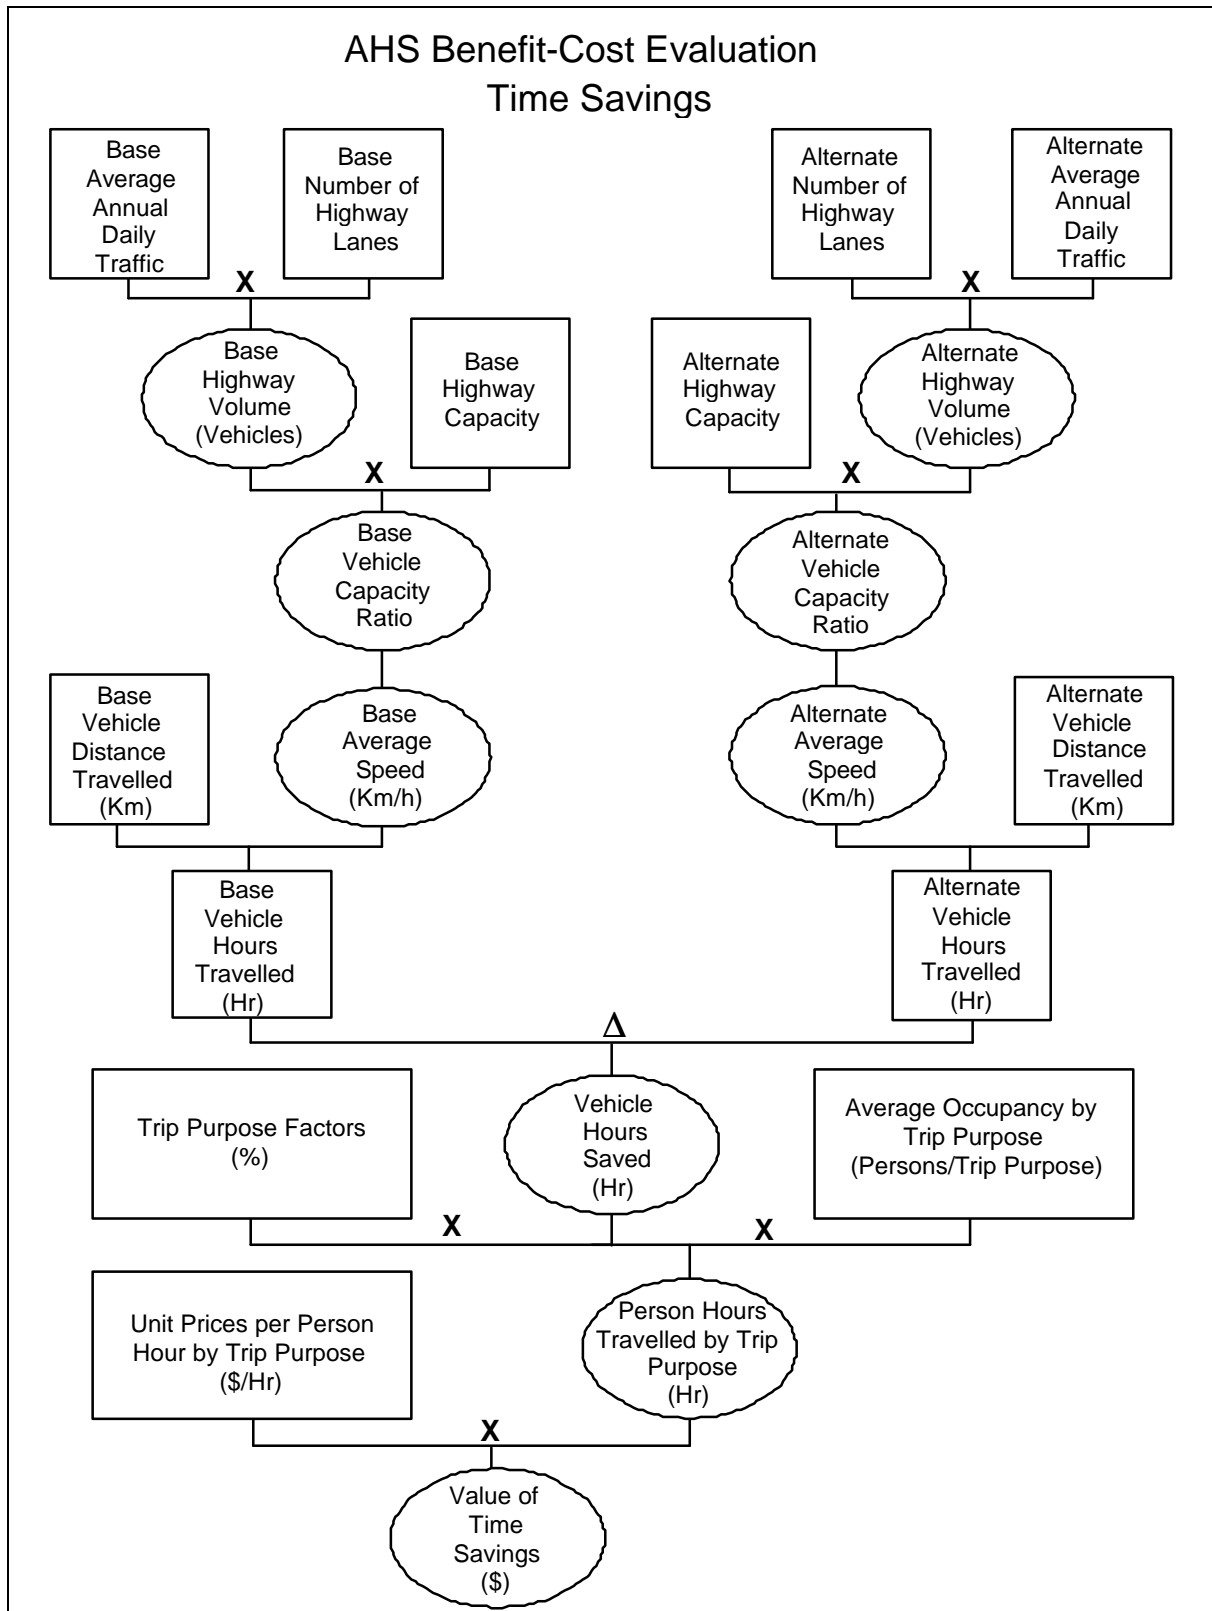 AHS Benefit-Cost Evaluation
Time Savings
Base
Average
Annual
Daily
Traffic
Base
Number of
Highway
Lanes
Alternate
Number of
Highway
Lanes
Alternate
Average
Annual
Daily
Traffic
X
X
Base
Highway
Volume
(Vehicles)
Base
Highway
Capacity
Alternate
Highway
Capacity
Alternate
Highway
Volume
(Vehicles)
X
X
Base
Vehicle
Capacity
Ratio
Alternate
Vehicle
Capacity
Ratio
Base
Vehicle
Distance
Travelled
(Km)
Base
Average
Speed
(Km/h)
Alternate
Average
Speed
(Km/h)
Alternate
Vehicle
Distance
Travelled
(Km)
Base
Vehicle
Hours
Travelled
(Hr)
Alternate
Vehicle
Hours
Travelled
(Hr)
Δ
Trip Purpose Factors
(%)
Vehicle
Hours
Saved
(Hr)
Average Occupancy by
Trip Purpose
(Persons/Trip Purpose)
X
X
Unit Prices per Person
Hour by Trip Purpose
($/Hr)
Person Hours
Travelled by Trip
Purpose
(Hr)
X
Value of
Time
Savings
($)